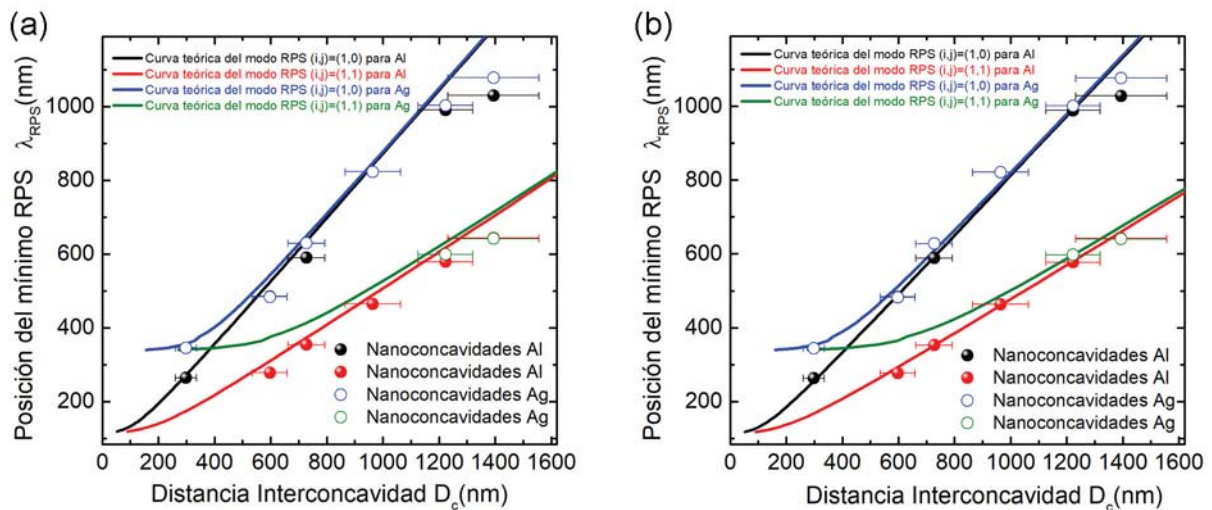 (a)
Curva teórica del modo RPS (i,j)=(1,0) para Al
Curva teórica del modo RPS (i,j)=(1,1) para Al
Curva teórica del modo RPS (i,j)=(1,0) para Ag
Curva teórica del modo RPS (i,j)=(1,1) para Ag
Posición del mínimo RPS λRPS(nm)
1000
800
600
400
200
Nanoconcavidades Al
Nanoconcavidades Al
Nanoconcavidades Ag
Nanoconcavidades Ag
0 200 400 600 800 1000 1200 1400 1600
Distancia Interconcavidad Dc(nm)
(b)
Curva teórica del modo RPS (i,j)=(1,0) para Al
Curva teórica del modo RPS (i,j)=(1,1) para Al
Curva teórica del modo RPS (i,j)=(1,0) para Ag
Curva teórica del modo RPS (i,j)=(1,1) para Ag
Posición del mínimo RPS λRPS(nm)
1000
800
600
400
200
Nanoconcavidades Al
Nanoconcavidades Al
Nanoconcavidades Ag
Nanoconcavidades Ag
0 200 400 600 800 1000 1200 1400 1600
Distancia Interconcavidad Dc(nm)